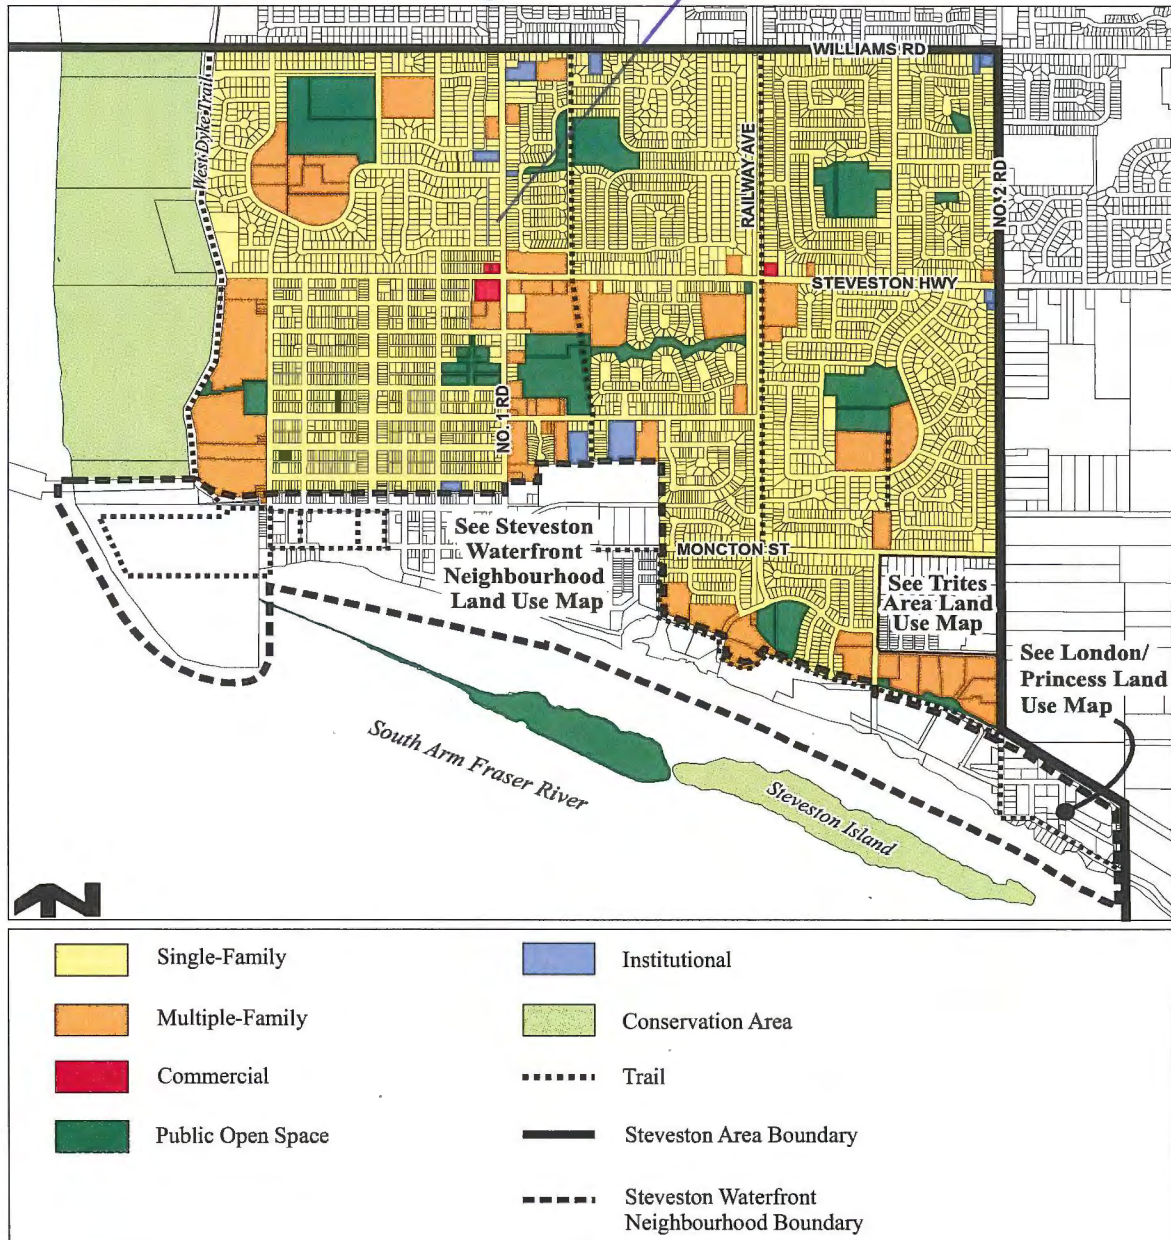 WILLIAMS RD
West Dyke Trail
RAILWAY AVE
NO. 2 RD
STEVESTON HWY
NO. 1 RD
See Steveston
Waterfront
Neighbourhood
Land Use Map
MONCTON ST
See Trites
Area Land
Use Map
See London/
Princess Land
Use Map
South Arm Fraser River
Steveston Island
Single-Family
Multiple-Family
Commercial
Public Open Space
Institutional
Conservation Area
Trail
Steveston Area Boundary
Steveston Waterfront
Neighbourhood Boundary